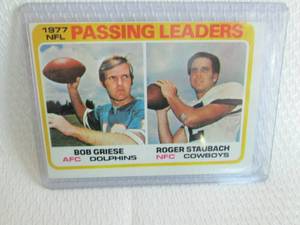 1977 NFL PASSING LEADERS
BOB GRIESE ROGER STAUBACH
AFC DOLPHINS NFC COWBOYS